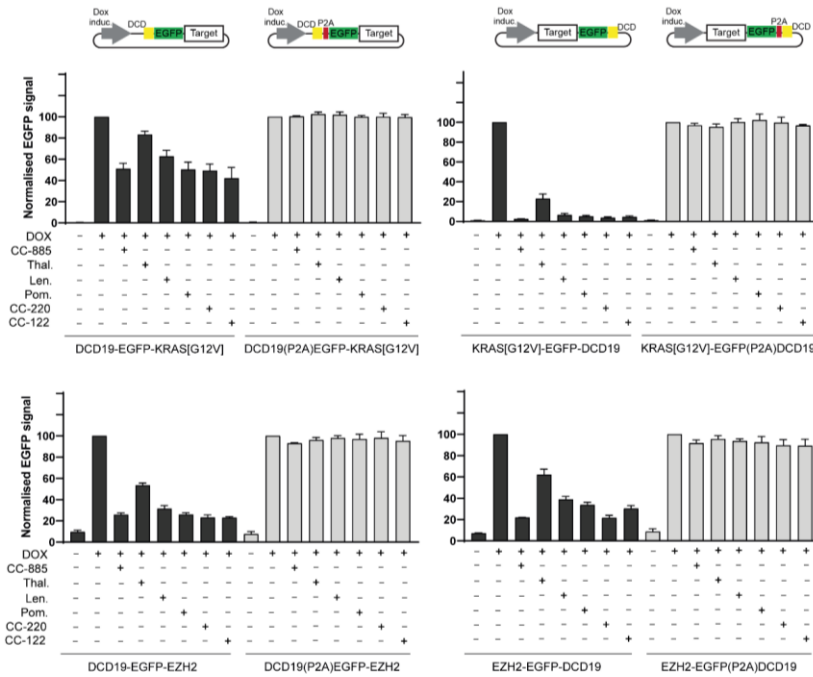 Dox
induc.
DCD
EGFP
Target
Dox
induc.
DCD
P2A
EGFP
Target
Dox
induc.
Target
EGFP
DCD
Dox
induc.
Target
EGFP
P2A
DCD
Normalised EGFP signal
100
80
60
40
20
0
DOX – + + + + + + + – + + + + + + +
CC-885 – – + – – – – – – – + – – – – –
Thal. – – – + – – – – – – – + – – – –
Len. – – – – + – – – – – – – + – – –
Pom. – – – – – + – – – – – – – + – –
CC-220 – – – – – – + – – – – – – – + –
CC-122 – – – – – – – + – – – – – – – +
DCD19-EGFP-KRAS[G12V] DCD19(P2A)EGFP-KRAS[G12V]
100
80
60
40
20
0
– + + + + + + + – + + + + + + +
– – + – – – – – – – + – – – – –
– – – + – – – – – – – + – – – –
– – – – + – – – – – – – + – – –
– – – – – + – – – – – – – + – –
– – – – – – + – – – – – – – + –
– – – – – – – + – – – – – – – +
KRAS[G12V]-EGFP-DCD19 KRAS[G12V]-EGFP(P2A)DCD19
Normalised EGFP signal
100
80
60
40
20
0
DOX – + + + + + + + – + + + + + + +
CC-885 – – + – – – – – – – + – – – – –
Thal. – – – + – – – – – – – + – – – –
Len. – – – – + – – – – – – – + – – –
Pom. – – – – – + – – – – – – – + – –
CC-220 – – – – – – + – – – – – – – + –
CC-122 – – – – – – – + – – – – – – – +
DCD19-EGFP-EZH2 DCD19(P2A)EGFP-EZH2
100
80
60
40
20
0
– + + + + + + + – + + + + + + +
– – + – – – – – – – + – – – – –
– – – + – – – – – – – + – – – –
– – – – + – – – – – – – + – – –
– – – – – + – – – – – – – + – –
– – – – – – + – – – – – – – + –
– – – – – – – + – – – – – – – +
EZH2-EGFP-DCD19 EZH2-EGFP(P2A)DCD19